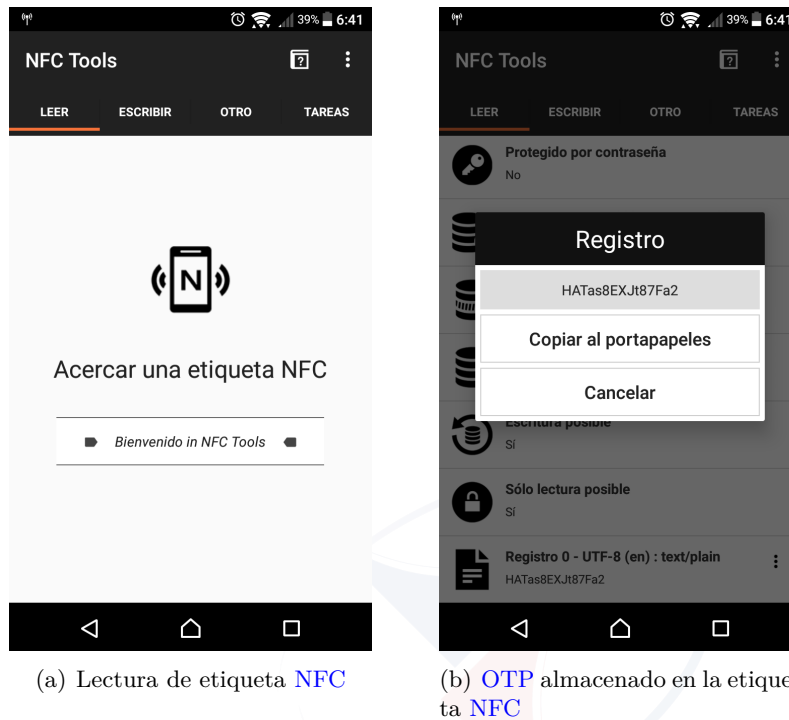 39% 6:41
NFC Tools
LEER ESCRIBIR OTRO TAREAS
N
Acercar una etiqueta NFC
Bienvenido in NFC Tools
(a) Lectura de etiqueta NFC
39% 6:41
NFC Tools
LEER ESCRIBIR OTRO TAREAS
Protegido por contraseña
No
Registro
HATas8EXJt87Fa2
Copiar al portapapeles
Cancelar
Escritura posible
Sí
Sólo lectura posible
Sí
Registro 0 - UTF-8 (en) : text/plain
HATas8EXJt87Fa2
(b) OTP almacenado en la etique
ta NFC